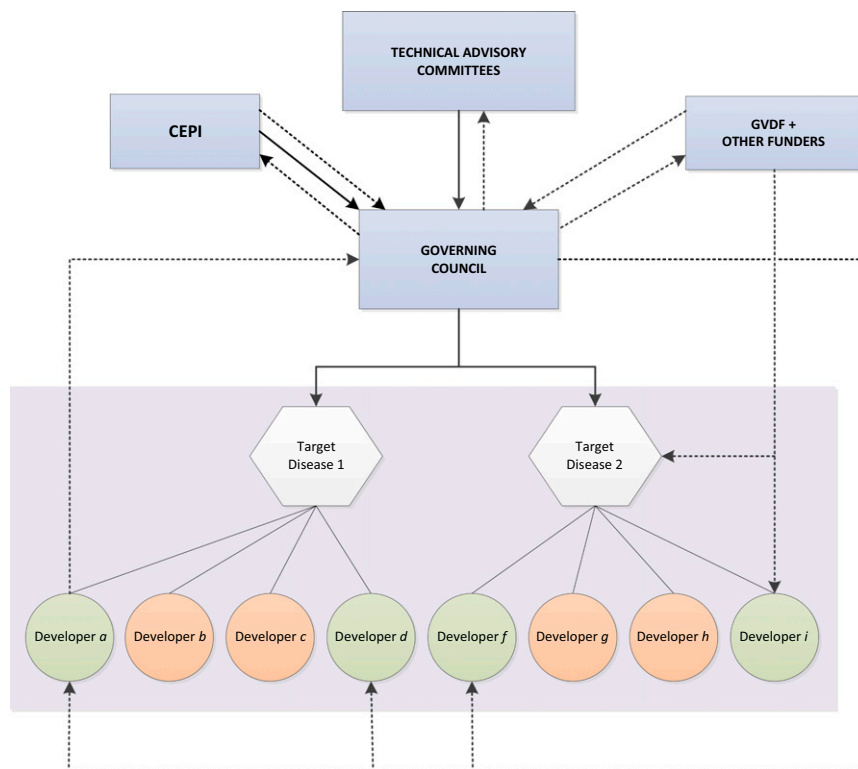 TECHNICAL ADVISORY
COMMITTEES
CEPI
GVDF +
OTHER FUNDERS
GOVERNING
COUNCIL
Target
Disease 1
Target
Disease 2
Developer a
Developer b
Developer c
Developer d
Developer f
Developer g
Developer h
Developer i